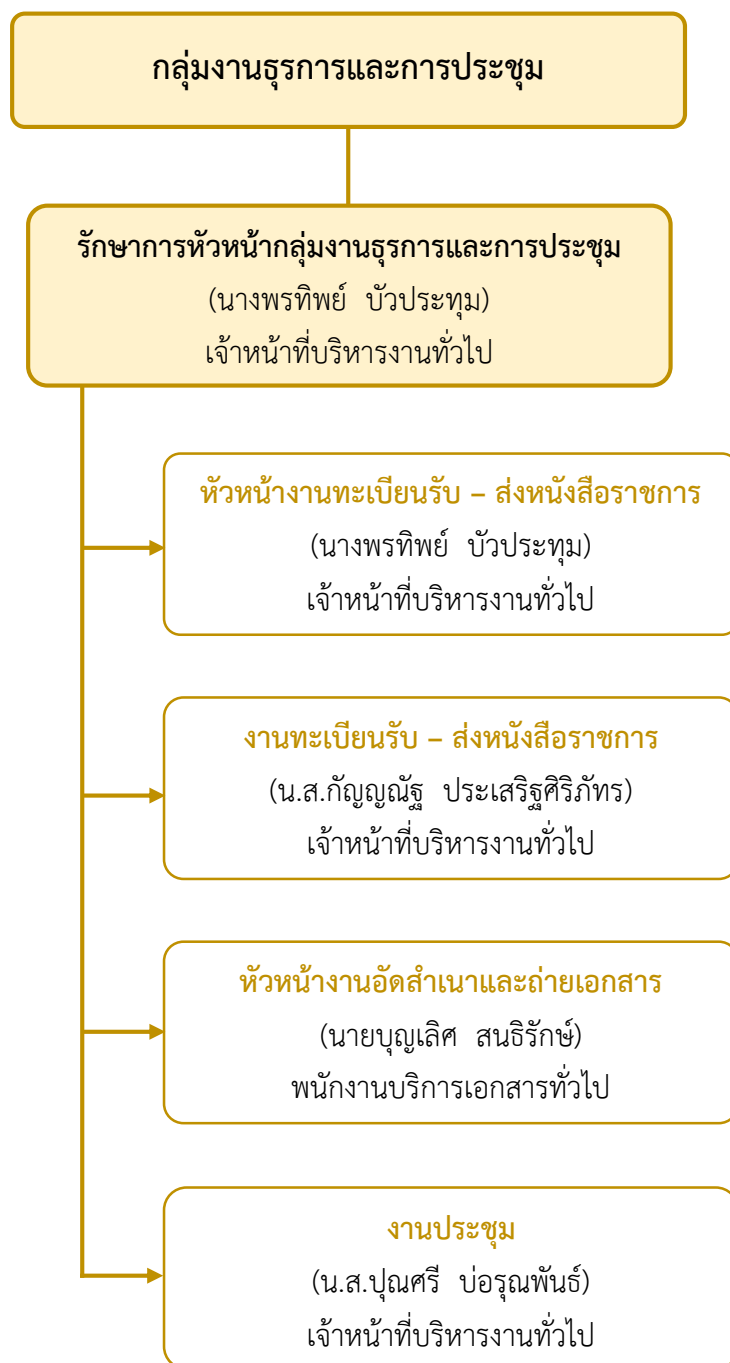 กลุ่มงานธุรการและการประชุม
รักษาการหัวหน้ากลุ่มงานธุรการและการประชุม
(นางพรทิพย์ บัวประทุม)
เจ้าหน้าที่บริหารงานทั่วไป
หัวหน้างานทะเบียนรับ – ส่งหนังสือราชการ
(นางพรทิพย์ บัวประทุม)
เจ้าหน้าที่บริหารงานทั่วไป
งานทะเบียนรับ – ส่งหนังสือราชการ
(น.ส.กัญญณัฐ ประเสริฐศิริภัทร)
เจ้าหน้าที่บริหารงานทั่วไป
หัวหน้างานอัดสำเนาและถ่ายเอกสาร
(นายบุญเลิศ สนธิรักษ์)
พนักงานบริการเอกสารทั่วไป
งานประชุม
(น.ส.ปุณศรี บ่อรุณพันธ์)
เจ้าหน้าที่บริหารงานทั่วไป